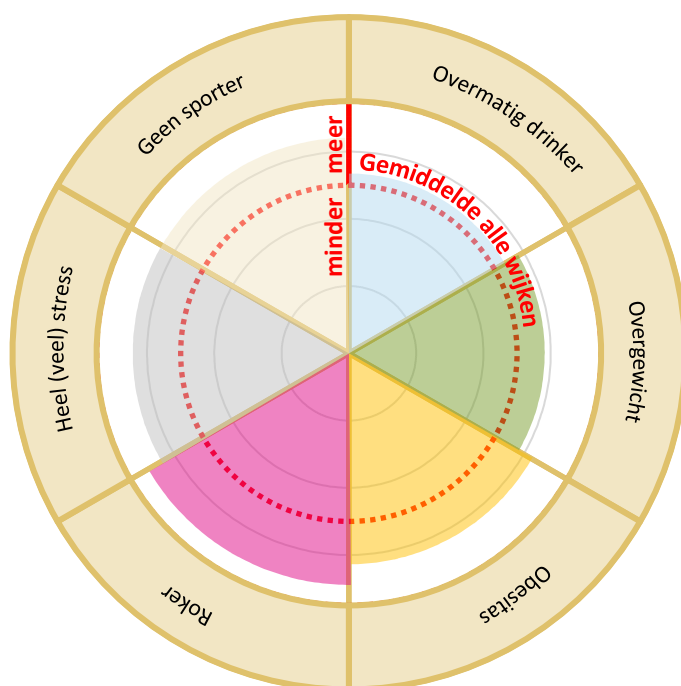 Geen sporter
Overmatig drinker
meer
Gemiddelde alle wijken
minder
Heel (veel) stress
Overgewicht
Roker
Obesitas